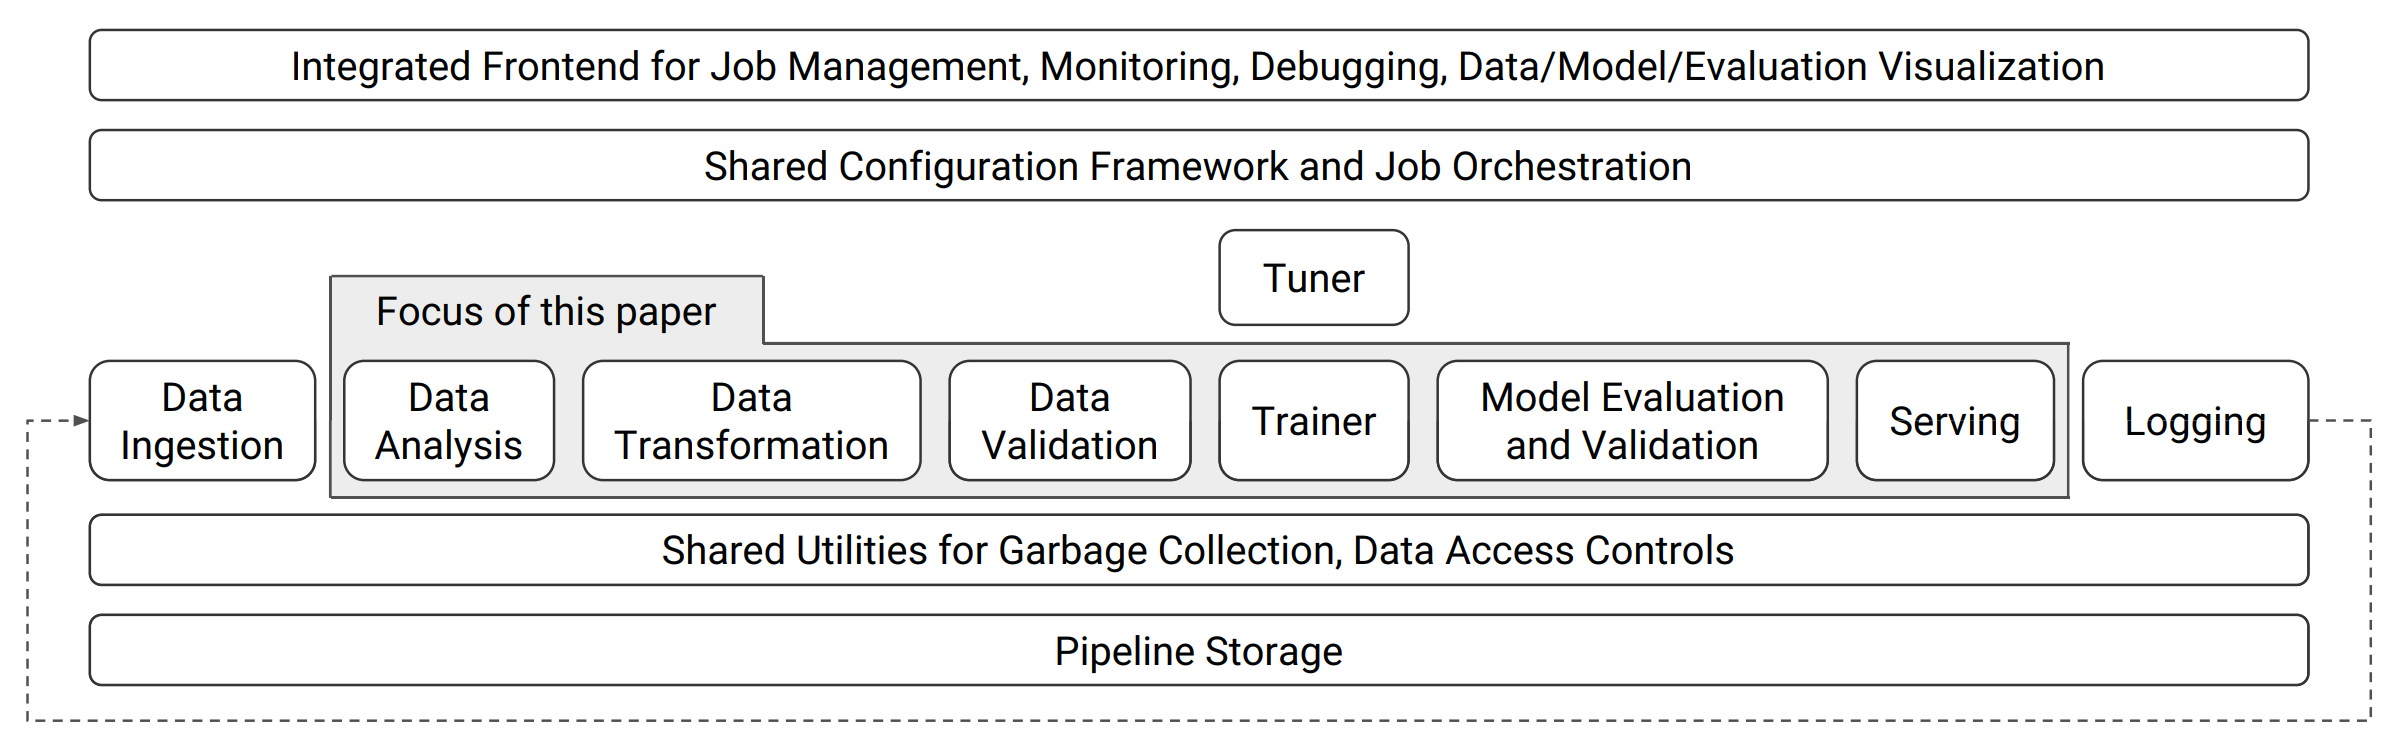 Integrated Frontend for Job Management, Monitoring, Debugging, Data/Model/Evaluation Visualization
Shared Configuration Framework and Job Orchestration
Tuner
Focus of this paper
Data
Ingestion
Data
Analysis
Data
Transformation
Data
Validation
Trainer
Model Evaluation
and Validation
Serving
Logging
Shared Utilities for Garbage Collection, Data Access Controls
Pipeline Storage